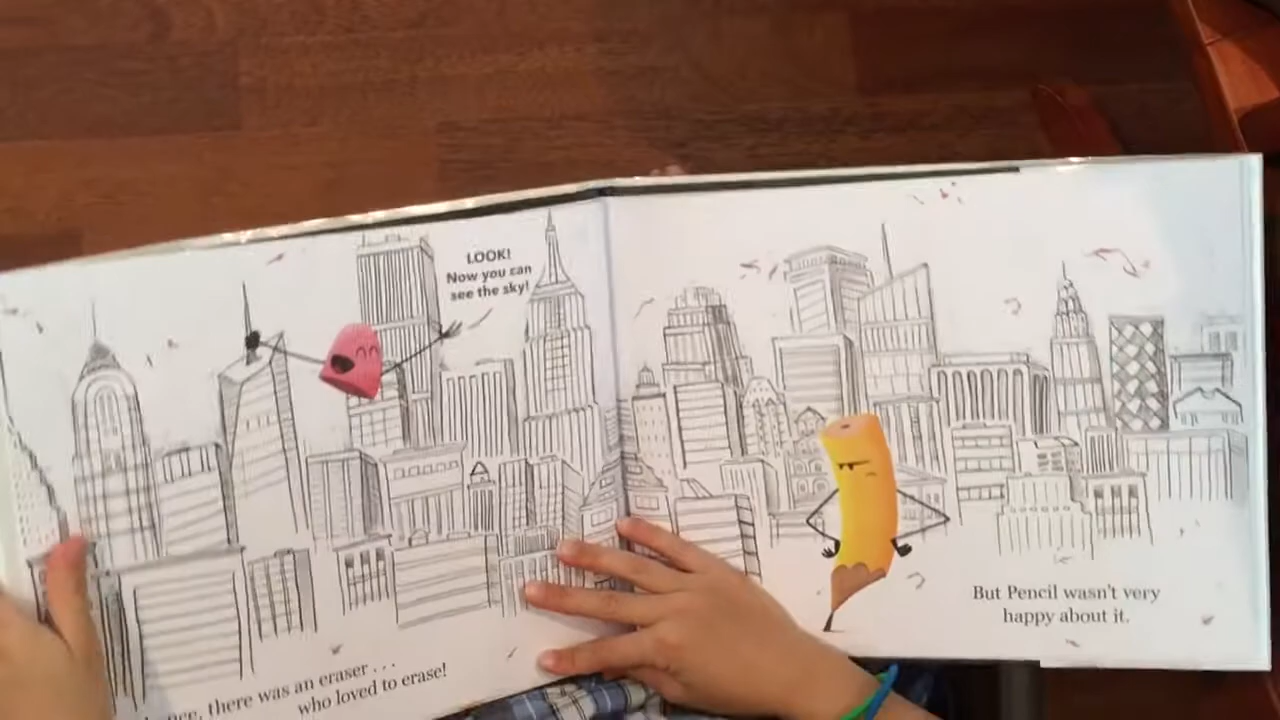 LOOK!
Now you can
see the sky!
there was an eraser . . .
who loved to erase!
But Pencil wasn't very
happy about it.